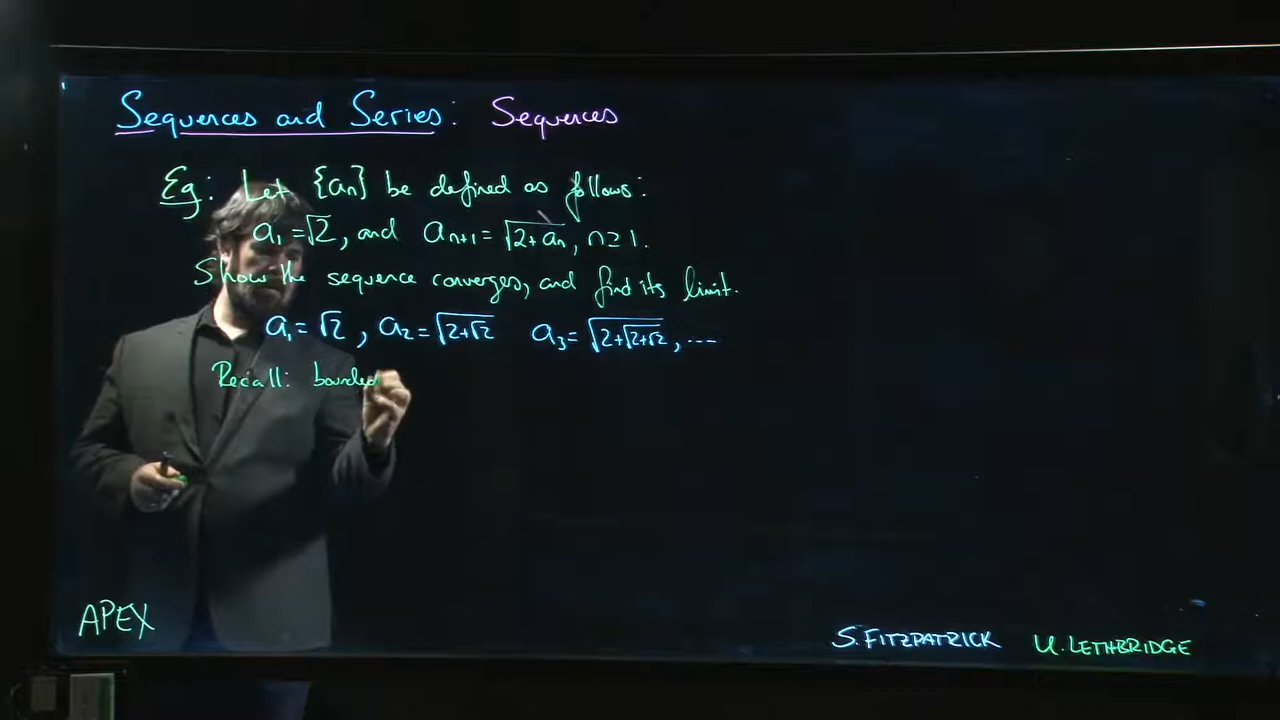 Sequences and Series: Sequences
Eg: Let {aₙ} be defined as follows:
a₁ = √2, and aₙ₊₁ = √(2+aₙ), n≥1.
Show the sequence converges, and find its limit.
a₁ = √2, a₂ = √(2+√2) a₃ = √(2+√(2+√2)), ...
Recall: bounded
APEX
S. FITZPATRICK U. LETHBRIDGE